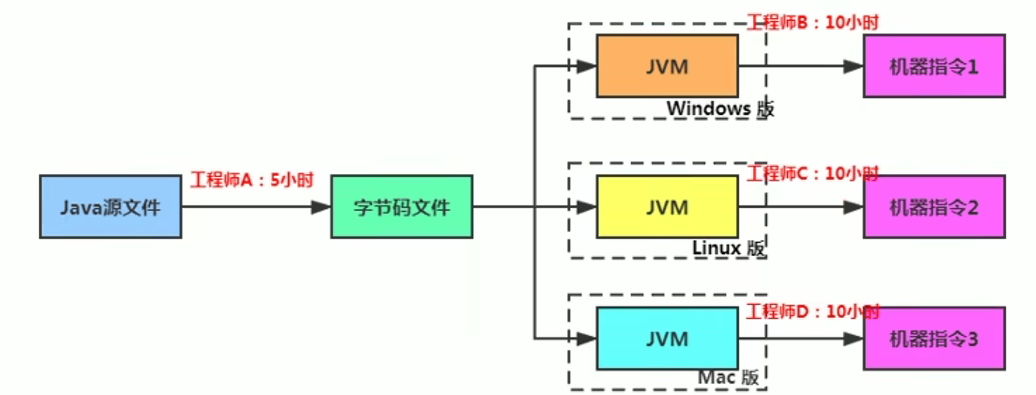 工程师B：10小时
JVM
机器指令1
Windows 版
工程师A：5小时
工程师C：10小时
Java源文件
字节码文件
JVM
机器指令2
Linux 版
工程师D：10小时
JVM
机器指令3
Mac 版